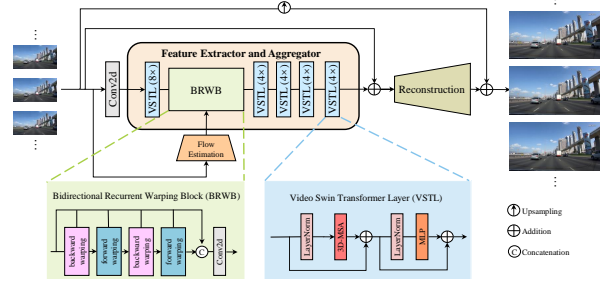 Feature Extractor and Aggregator
Conv2d
VSTL (8×)
BRWB
VSTL (4×)
VSTL (4×)
VSTL (4×)
VSTL (4×)
Reconstruction
Flow
Estimation
Bidirectional Recurrent Warping Block (BRWB)
backward
warping
forward
warping
backward
warping
forward
warping
C
Conv2d
Video Swin Transformer Layer (VSTL)
LayerNorm
3D-MSA
LayerNorm
MLP
Upsampling
Addition
C
Concatenation